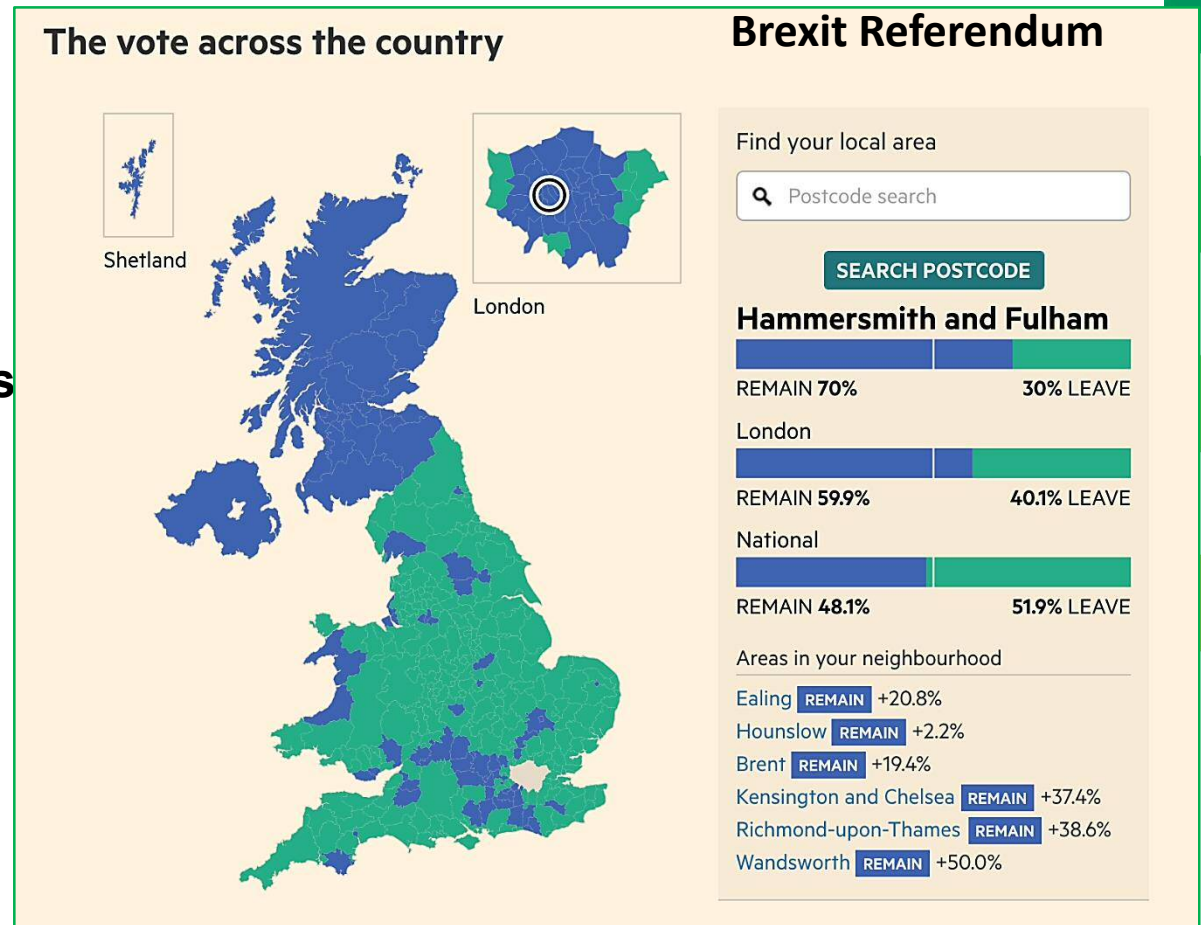 The vote across the country
Brexit Referendum
Shetland
London
s
Find your local area
Postcode search
SEARCH POSTCODE
Hammersmith and Fulham
REMAIN 70% 30% LEAVE
London
REMAIN 59.9% 40.1% LEAVE
National
REMAIN 48.1% 51.9% LEAVE
Areas in your neighbourhood
Ealing REMAIN +20.8%
Hounslow REMAIN +2.2%
Brent REMAIN +19.4%
Kensington and Chelsea REMAIN +37.4%
Richmond-upon-Thames REMAIN +38.6%
Wandsworth REMAIN +50.0%